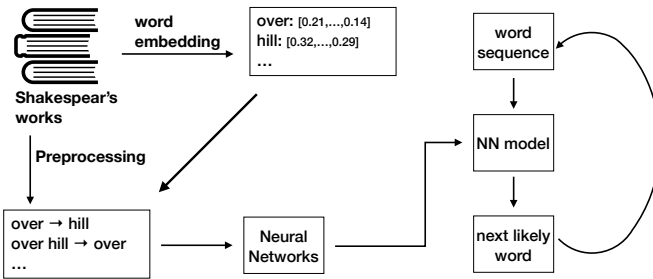 word
embedding
over: [0.21,...,0.14]
hill: [0.32,...,0.29]
...
Shakespear's
works
Preprocessing
over → hill
over hill → over
...
Neural
Networks
word
sequence
NN model
next likely
word